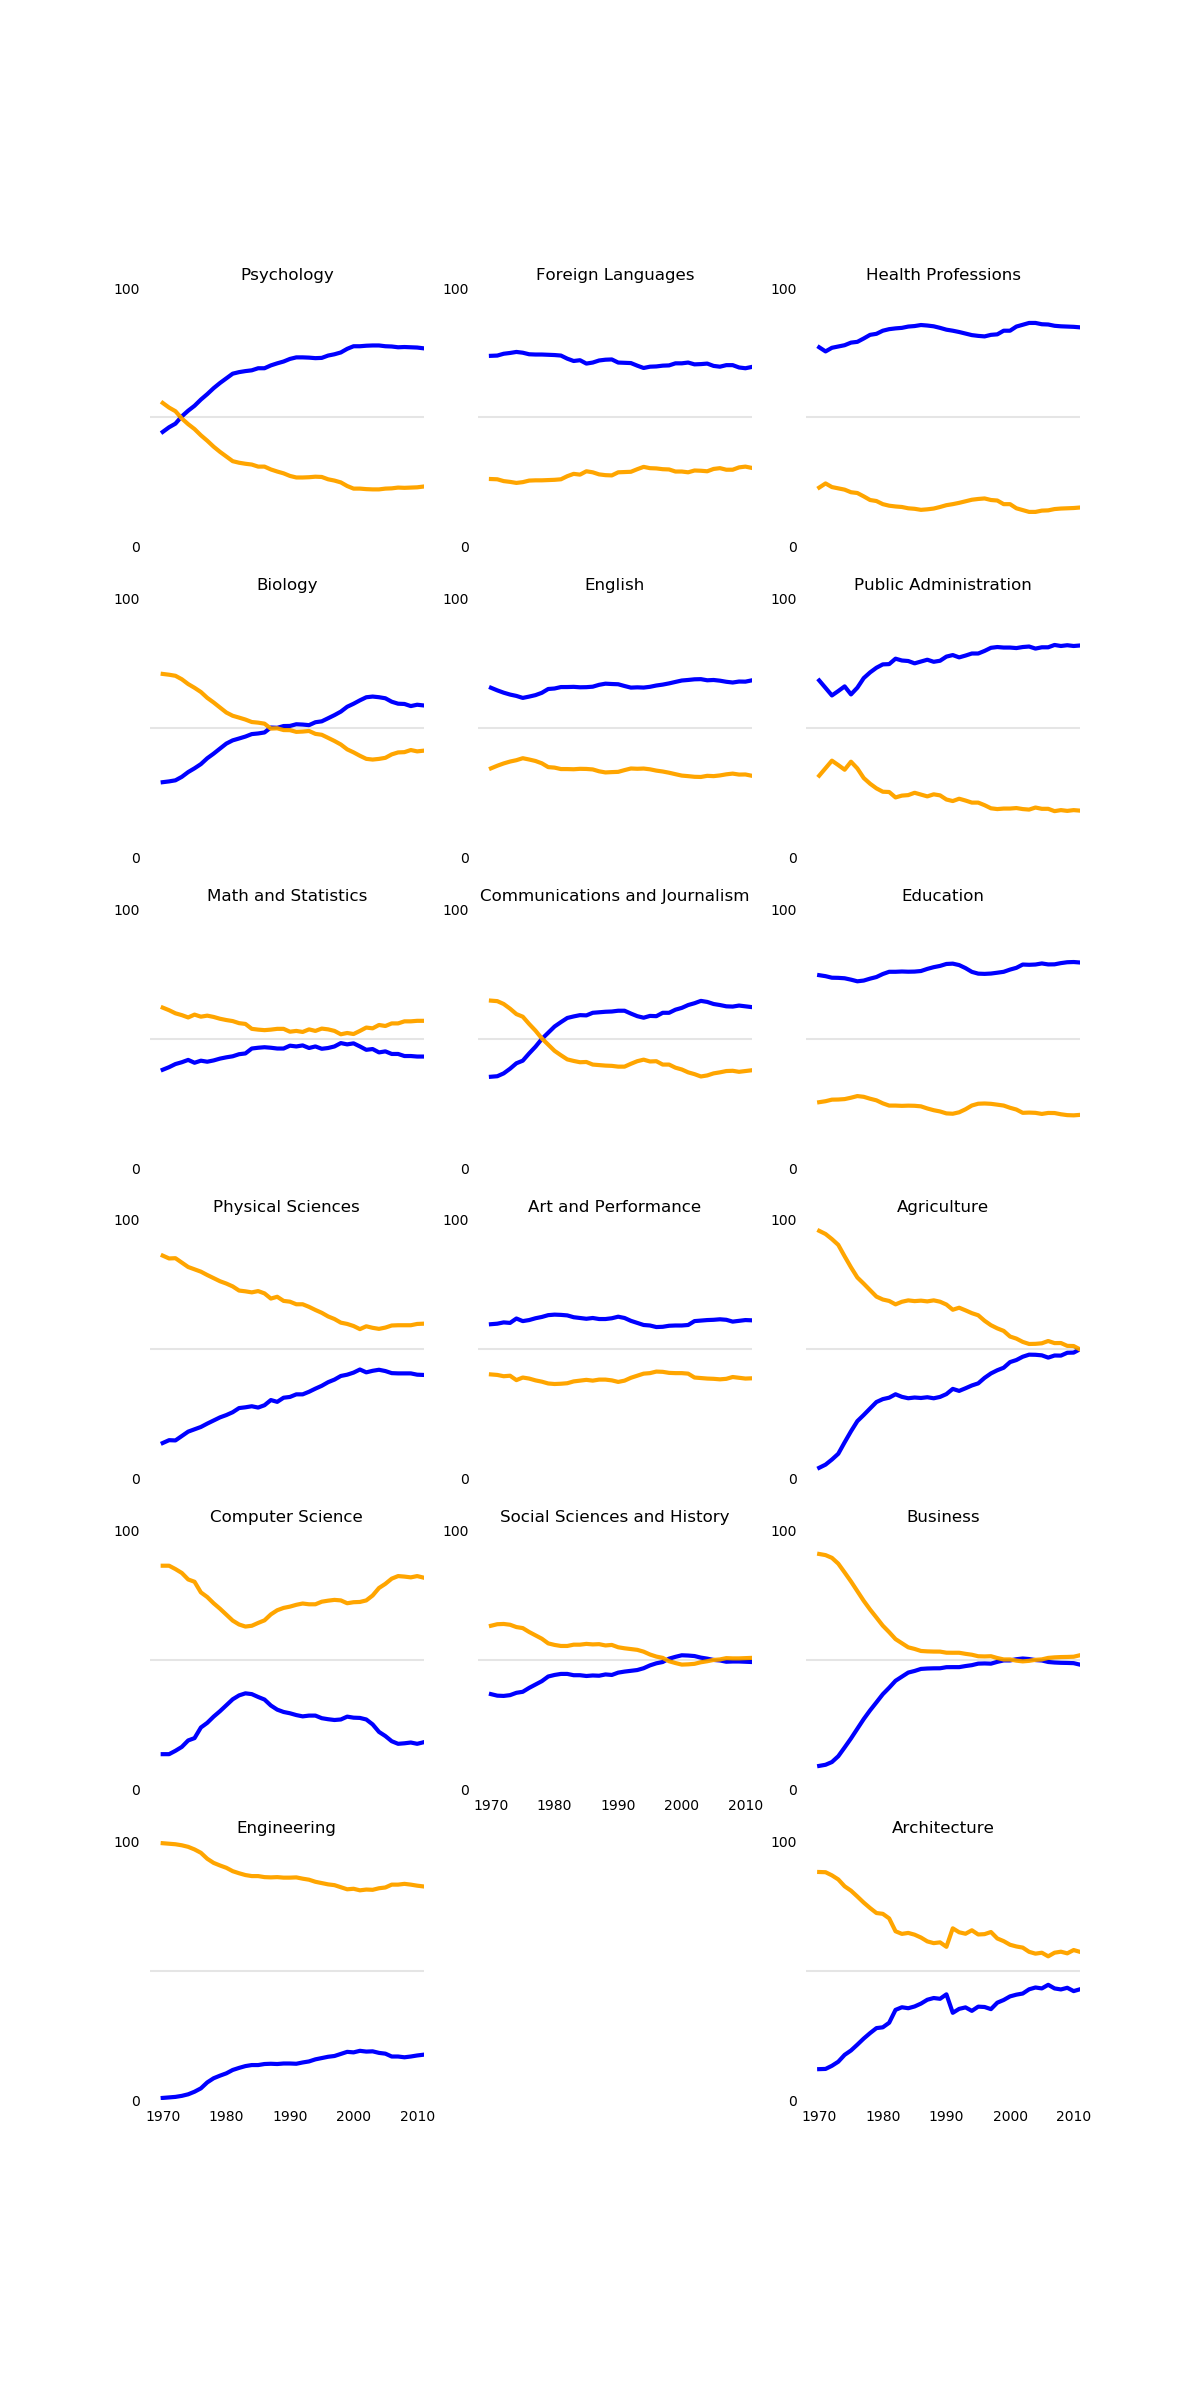 Psychology Foreign Languages Health Professions
100 100 100
0 0 0
Biology English Public Administration
100 100 100
0 0 0
Math and Statistics Communications and Journalism Education
100 100 100
0 0 0
Physical Sciences Art and Performance Agriculture
100 100 100
0 0 0
Computer Science Social Sciences and History Business
100 100 100
0 0 0
1970 1980 1990 2000 2010
Engineering Architecture
100 100
0 0
1970 1980 1990 2000 2010 1970 1980 1990 2000 2010